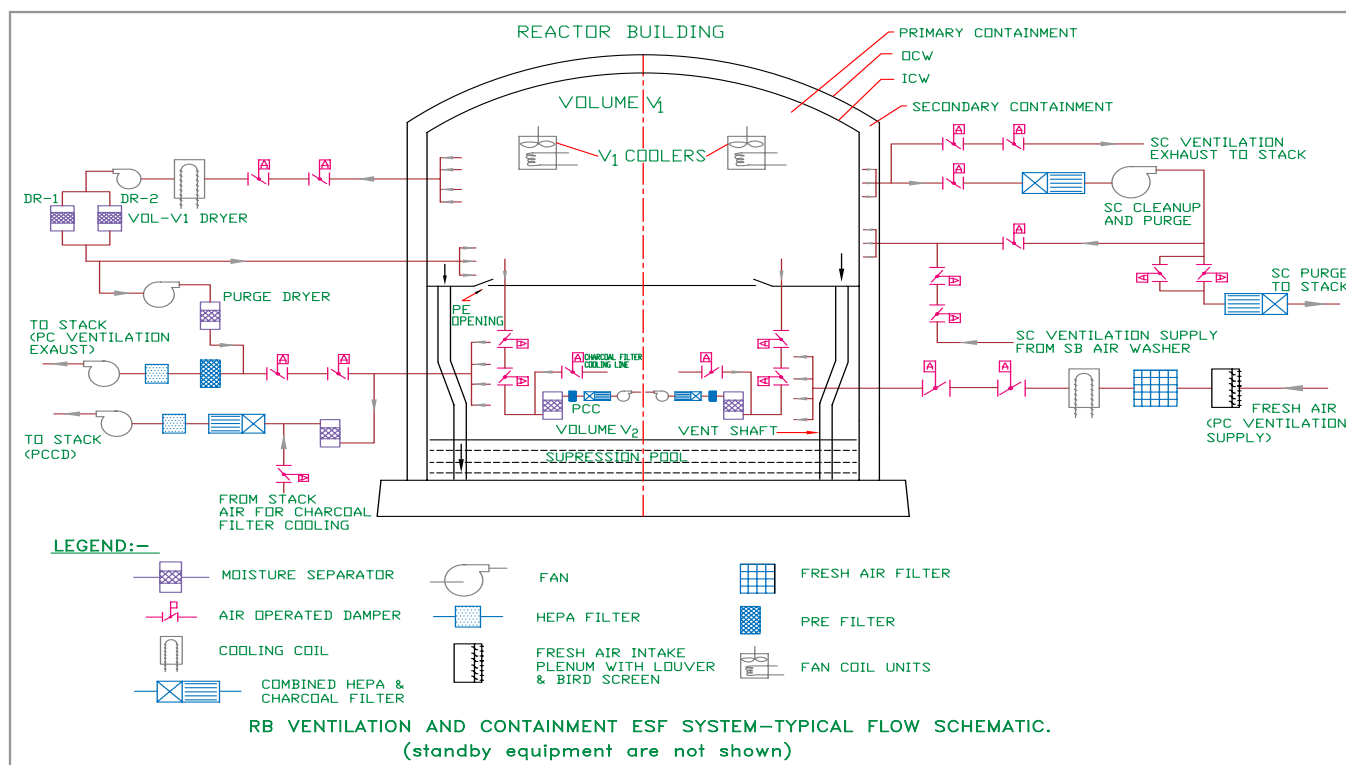 REACTOR BUILDING
PRIMARY CONTAINMENT
OCW
ICW
SECONDARY CONTAINMENT
VOLUME V1
V1 COOLERS
A
A
A
A
A
SC VENTILATION
EXHAUST TO STACK
SC CLEANUP
AND PURGE
DR-1
DR-2
VOL-V1 DRYER
A
A
A
SC PURGE
TO STACK
PURGE DRYER
PE
OPENING
A
A
SC VENTILATION SUPPLY
FROM SB AIR WASHER
TO STACK
(PC VENTILATION
EXAUST)
A
A
A
A
A
A
A
CHARCOAL FILTER
COOLING LINE
A
A
A
FRESH AIR
(PC VENTILATION
SUPPLY)
PCC
VOLUME V2
VENT SHAFT
TO STACK
(PCCD)
SUPRESSION POOL
A
FROM STACK
AIR FOR CHARCOAL
FILTER COOLING
LEGEND:-
MOISTURE SEPARATOR
FAN
FRESH AIR FILTER
AIR OPERATED DAMPER
HEPA FILTER
PRE FILTER
COOLING COIL
FRESH AIR INTAKE
PLENUM WITH LOUVER
& BIRD SCREEN
FAN COIL UNITS
COMBINED HEPA &
CHARCOAL FILTER
RB VENTILATION AND CONTAINMENT ESF SYSTEM-TYPICAL FLOW SCHEMATIC.
(standby equipment are not shown)